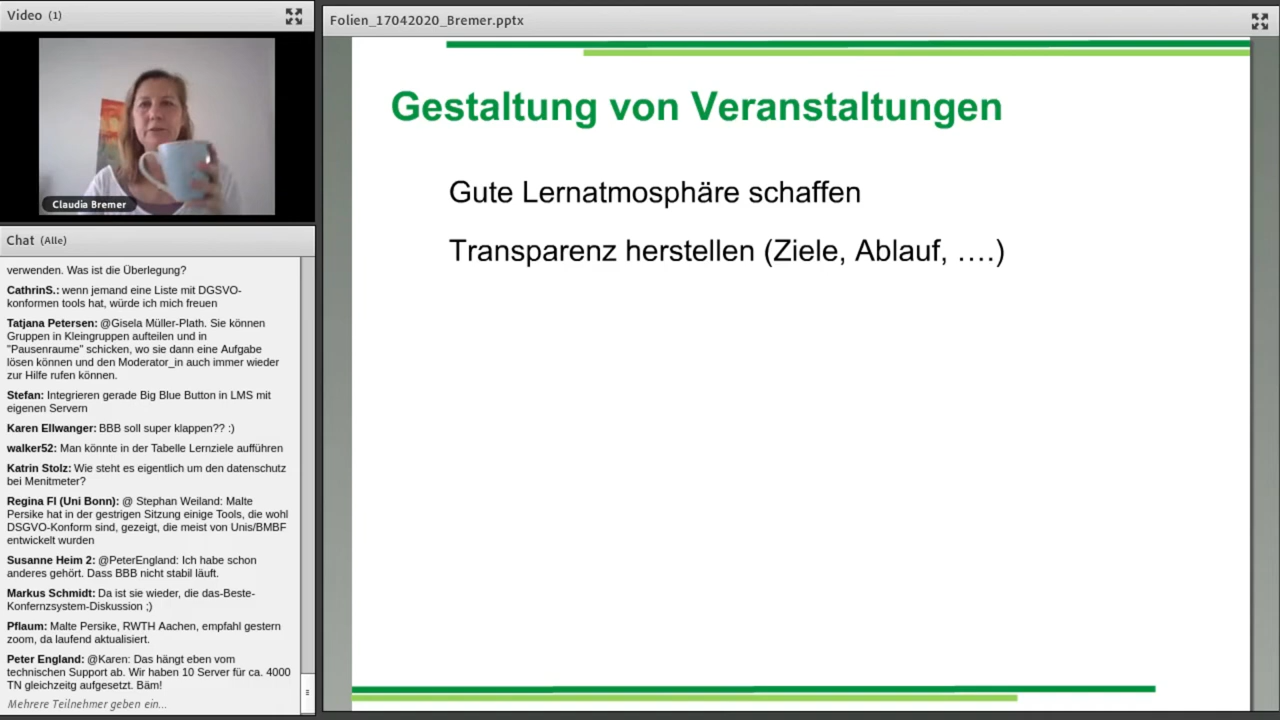 Video (1)
Claudia Bremer
Chat (Alle)
verwenden. Was ist die Überlegung?
CathrinS.: wenn jemand eine Liste mit DGSVO-
konformen tools hat, würde ich mich freuen
Tatjana Petersen: @Gisela Müller-Plath. Sie können
Gruppen in Kleingruppen aufteilen und in
"Pausenraume" schicken, wo sie dann eine Aufgabe
lösen können und den Moderator_in auch immer wieder
zur Hilfe rufen können.
Stefan: Integrieren gerade Big Blue Button in LMS mit
eigenen Servern
Karen Ellwanger: BBB soll super klappen?? :)
walker52: Man könnte in der Tabelle Lernziele aufführen
Katrin Stolz: Wie steht es eigentlich um den datenschutz
bei Menitmeter?
Regina FI (Uni Bonn): @ Stephan Weiland: Malte
Persike hat in der gestrigen Sitzung einige Tools, die wohl
DSGVO-Konform sind, gezeigt, die meist von Unis/BMBF
entwickelt wurden
Susanne Heim 2: @PeterEngland: Ich habe schon
anderes gehört. Dass BBB nicht stabil läuft.
Markus Schmidt: Da ist sie wieder, die das-Beste-
Konfernzsystem-Diskussion ;)
Pflaum: Malte Persike, RWTH Aachen, empfahl gestern
zoom, da laufend aktualisiert.
Peter England: @Karen: Das hängt eben vom
technischen Support ab. Wir haben 10 Server für ca. 4000
TN gleichzeitg aufgesetzt. Bäm!
Mehrere Teilnehmer geben ein...
Folien_17042020_Bremer.pptx
Gestaltung von Veranstaltungen
Gute Lernatmosphäre schaffen
Transparenz herstellen (Ziele, Ablauf, ….)